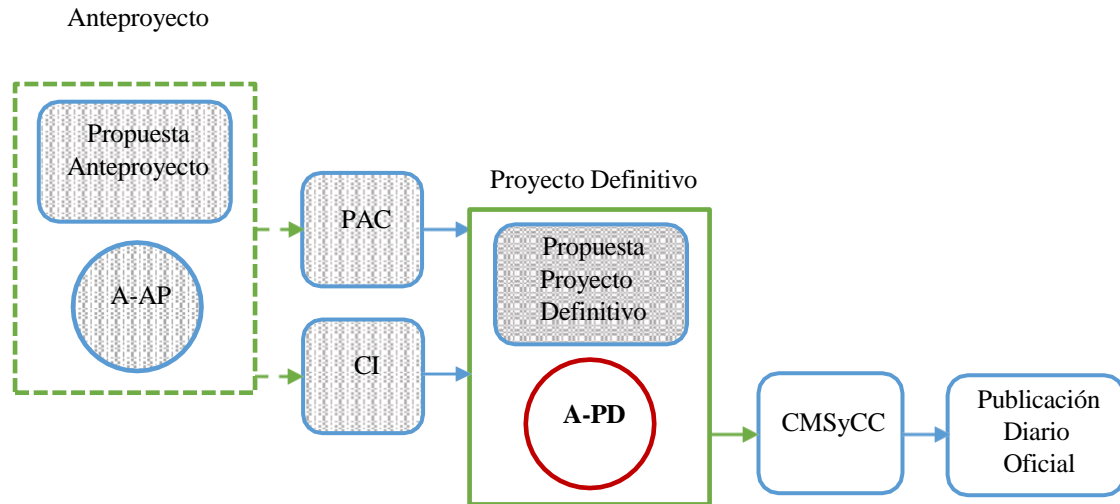 Anteproyecto
Propuesta
Anteproyecto
A-AP
PAC
CI
Proyecto Definitivo
Propuesta
Proyecto
Definitivo
A-PD
CMSyCC
Publicación
Diario
Oficial